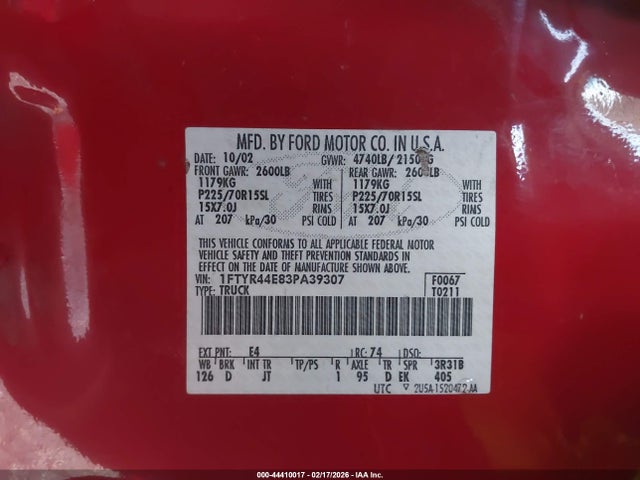 MFD. BY FORD MOTOR CO. IN U.S.A.
DATE: 10/02 GVWR: 4740LB/ 2150KG
FRONT GAWR: 2600LB REAR GAWR: 2600LB
1179KG WITH 1179KG WITH
P225/70R15SL TIRES P225/70R15SL TIRES
15X7.0J RIMS 15X7.0J RIMS
AT 207 kPa/30 PSI COLD AT 207 kPa/30 PSI COLD
THIS VEHICLE CONFORMS TO ALL APPLICABLE FEDERAL MOTOR
VEHICLE SAFETY AND THEFT PREVENTION STANDARDS IN
EFFECT ON THE DATE OF MANUFACTURE SHOWN ABOVE.
VIN: 1FTYR44E83PA39307 F0067
TYPE: TRUCK T0211
EXT PNT: E4 RC: 74 DSO:
WB BRK INT TR TP/PS R AXLE TR SPR 3R31B
126 D JT 1 95 D EK 405
UTC 2U5A-1520472-AA
000-44410017 - 02/17/2026 - IAA Inc.